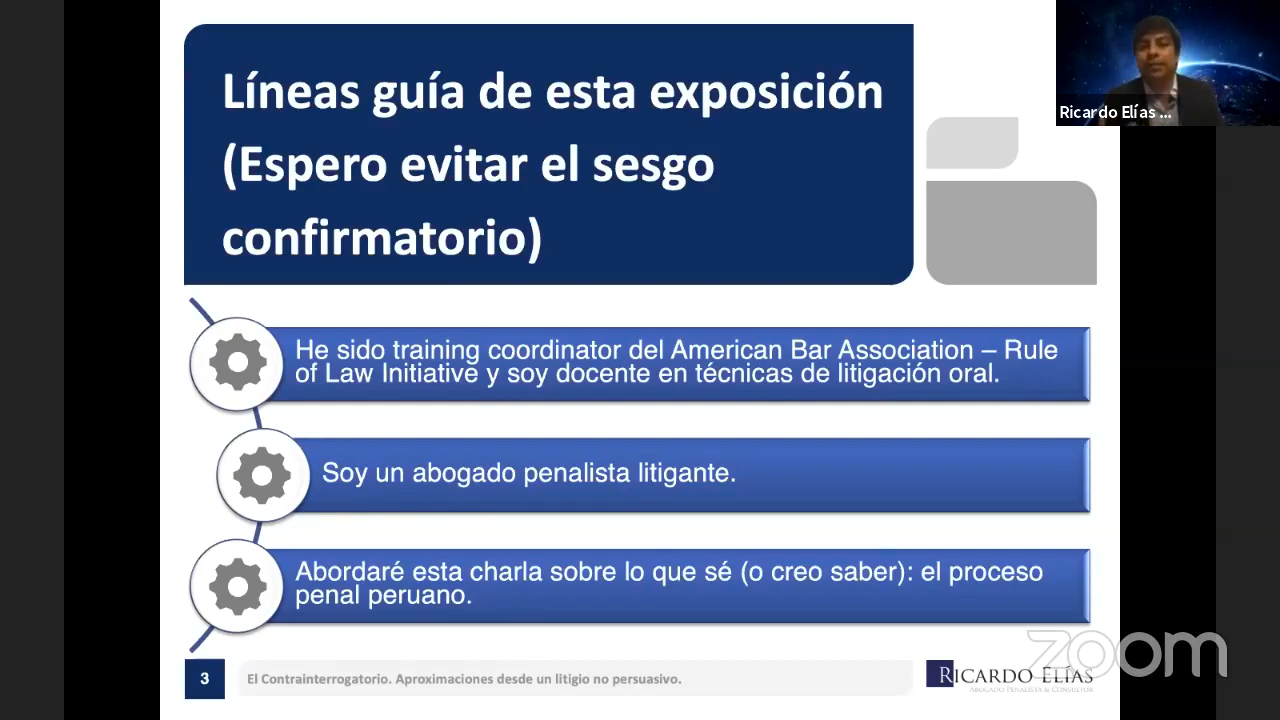 Líneas guía de esta exposición
(Espero evitar el sesgo
confirmatorio)
Ricardo Elías ...
He sido training coordinator del American Bar Association – Rule
of Law Initiative y soy docente en técnicas de litigación oral.
Soy un abogado penalista litigante.
Abordaré esta charla sobre lo que sé (o creo saber): el proceso
penal peruano.
3
El Contrainterrogatorio. Aproximaciones desde un litigio no persuasivo.
RICARDO ELÍAS
ABOGADO PENALISTA & CONSULTOR
zoom